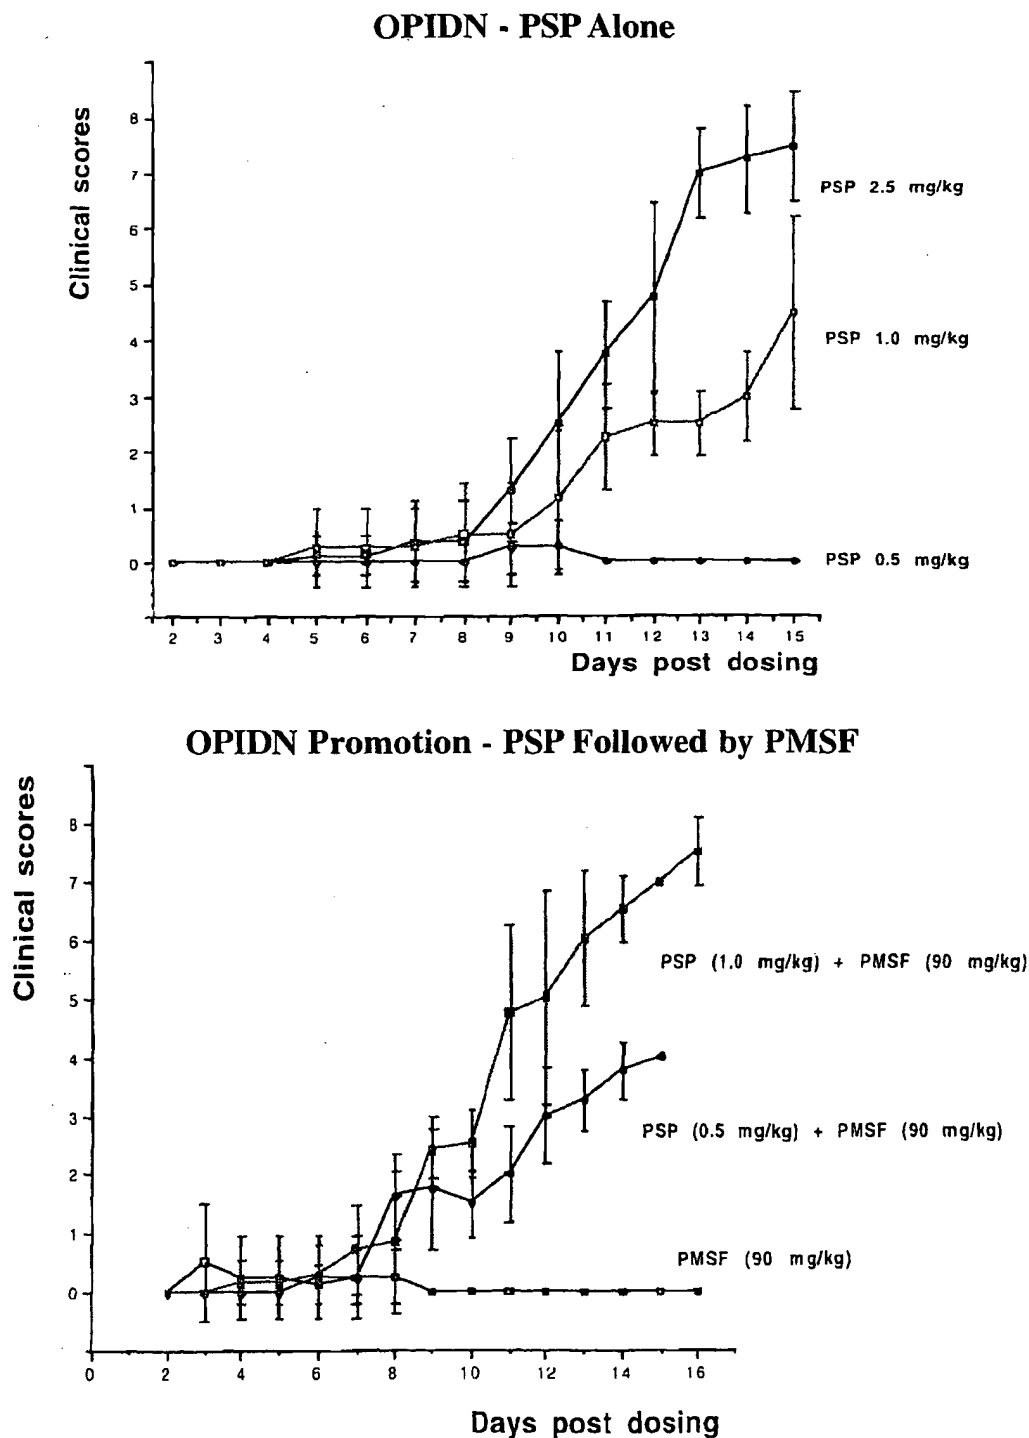 OPIDN - PSP Alone
Clinical scores
8
7
6
5
4
3
2
1
0
PSP 2.5 mg/kg
PSP 1.0 mg/kg
PSP 0.5 mg/kg
2 3 4 5 6 7 8 9 10 11 12 13 14 15
Days post dosing
OPIDN Promotion - PSP Followed by PMSF
Clinical scores
8
7
6
5
4
3
2
1
0
PSP (1.0 mg/kg) + PMSF (90 mg/kg)
PSP (0.5 mg/kg) + PMSF (90 mg/kg)
PMSF (90 mg/kg)
0 2 4 6 8 10 12 14 16
Days post dosing